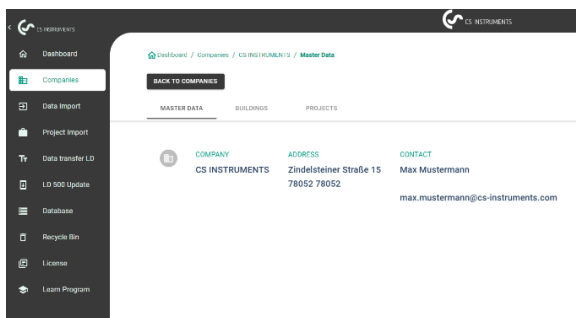 CS INSTRUMENTS
CS INSTRUMENTS
Dashboard
Companies
Data Import
Project Import
Data transfer LD
LD 500 Update
Database
Recycle Bin
License
Learn Program
Dashboard / Companies / CS INSTRUMENTS / Master Data
BACK TO COMPANIES
MASTER DATA BUILDINGS PROJECTS
COMPANY ADDRESS CONTACT
CS INSTRUMENTS Zindelsteiner Straße 15 Max Mustermann
78052 78052
max.mustermann@cs-instruments.com